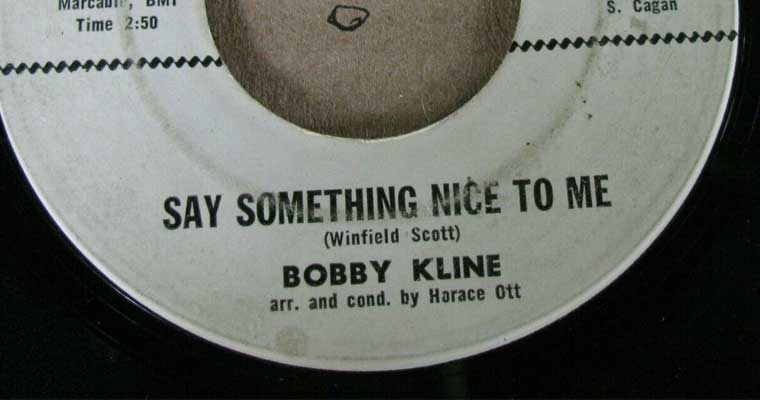 Marcable, BMI
Time 2:50
S. Cagan
SAY SOMETHING NICE TO ME
(Winfield Scott)
BOBBY KLINE
arr. and cond. by Horace Ott